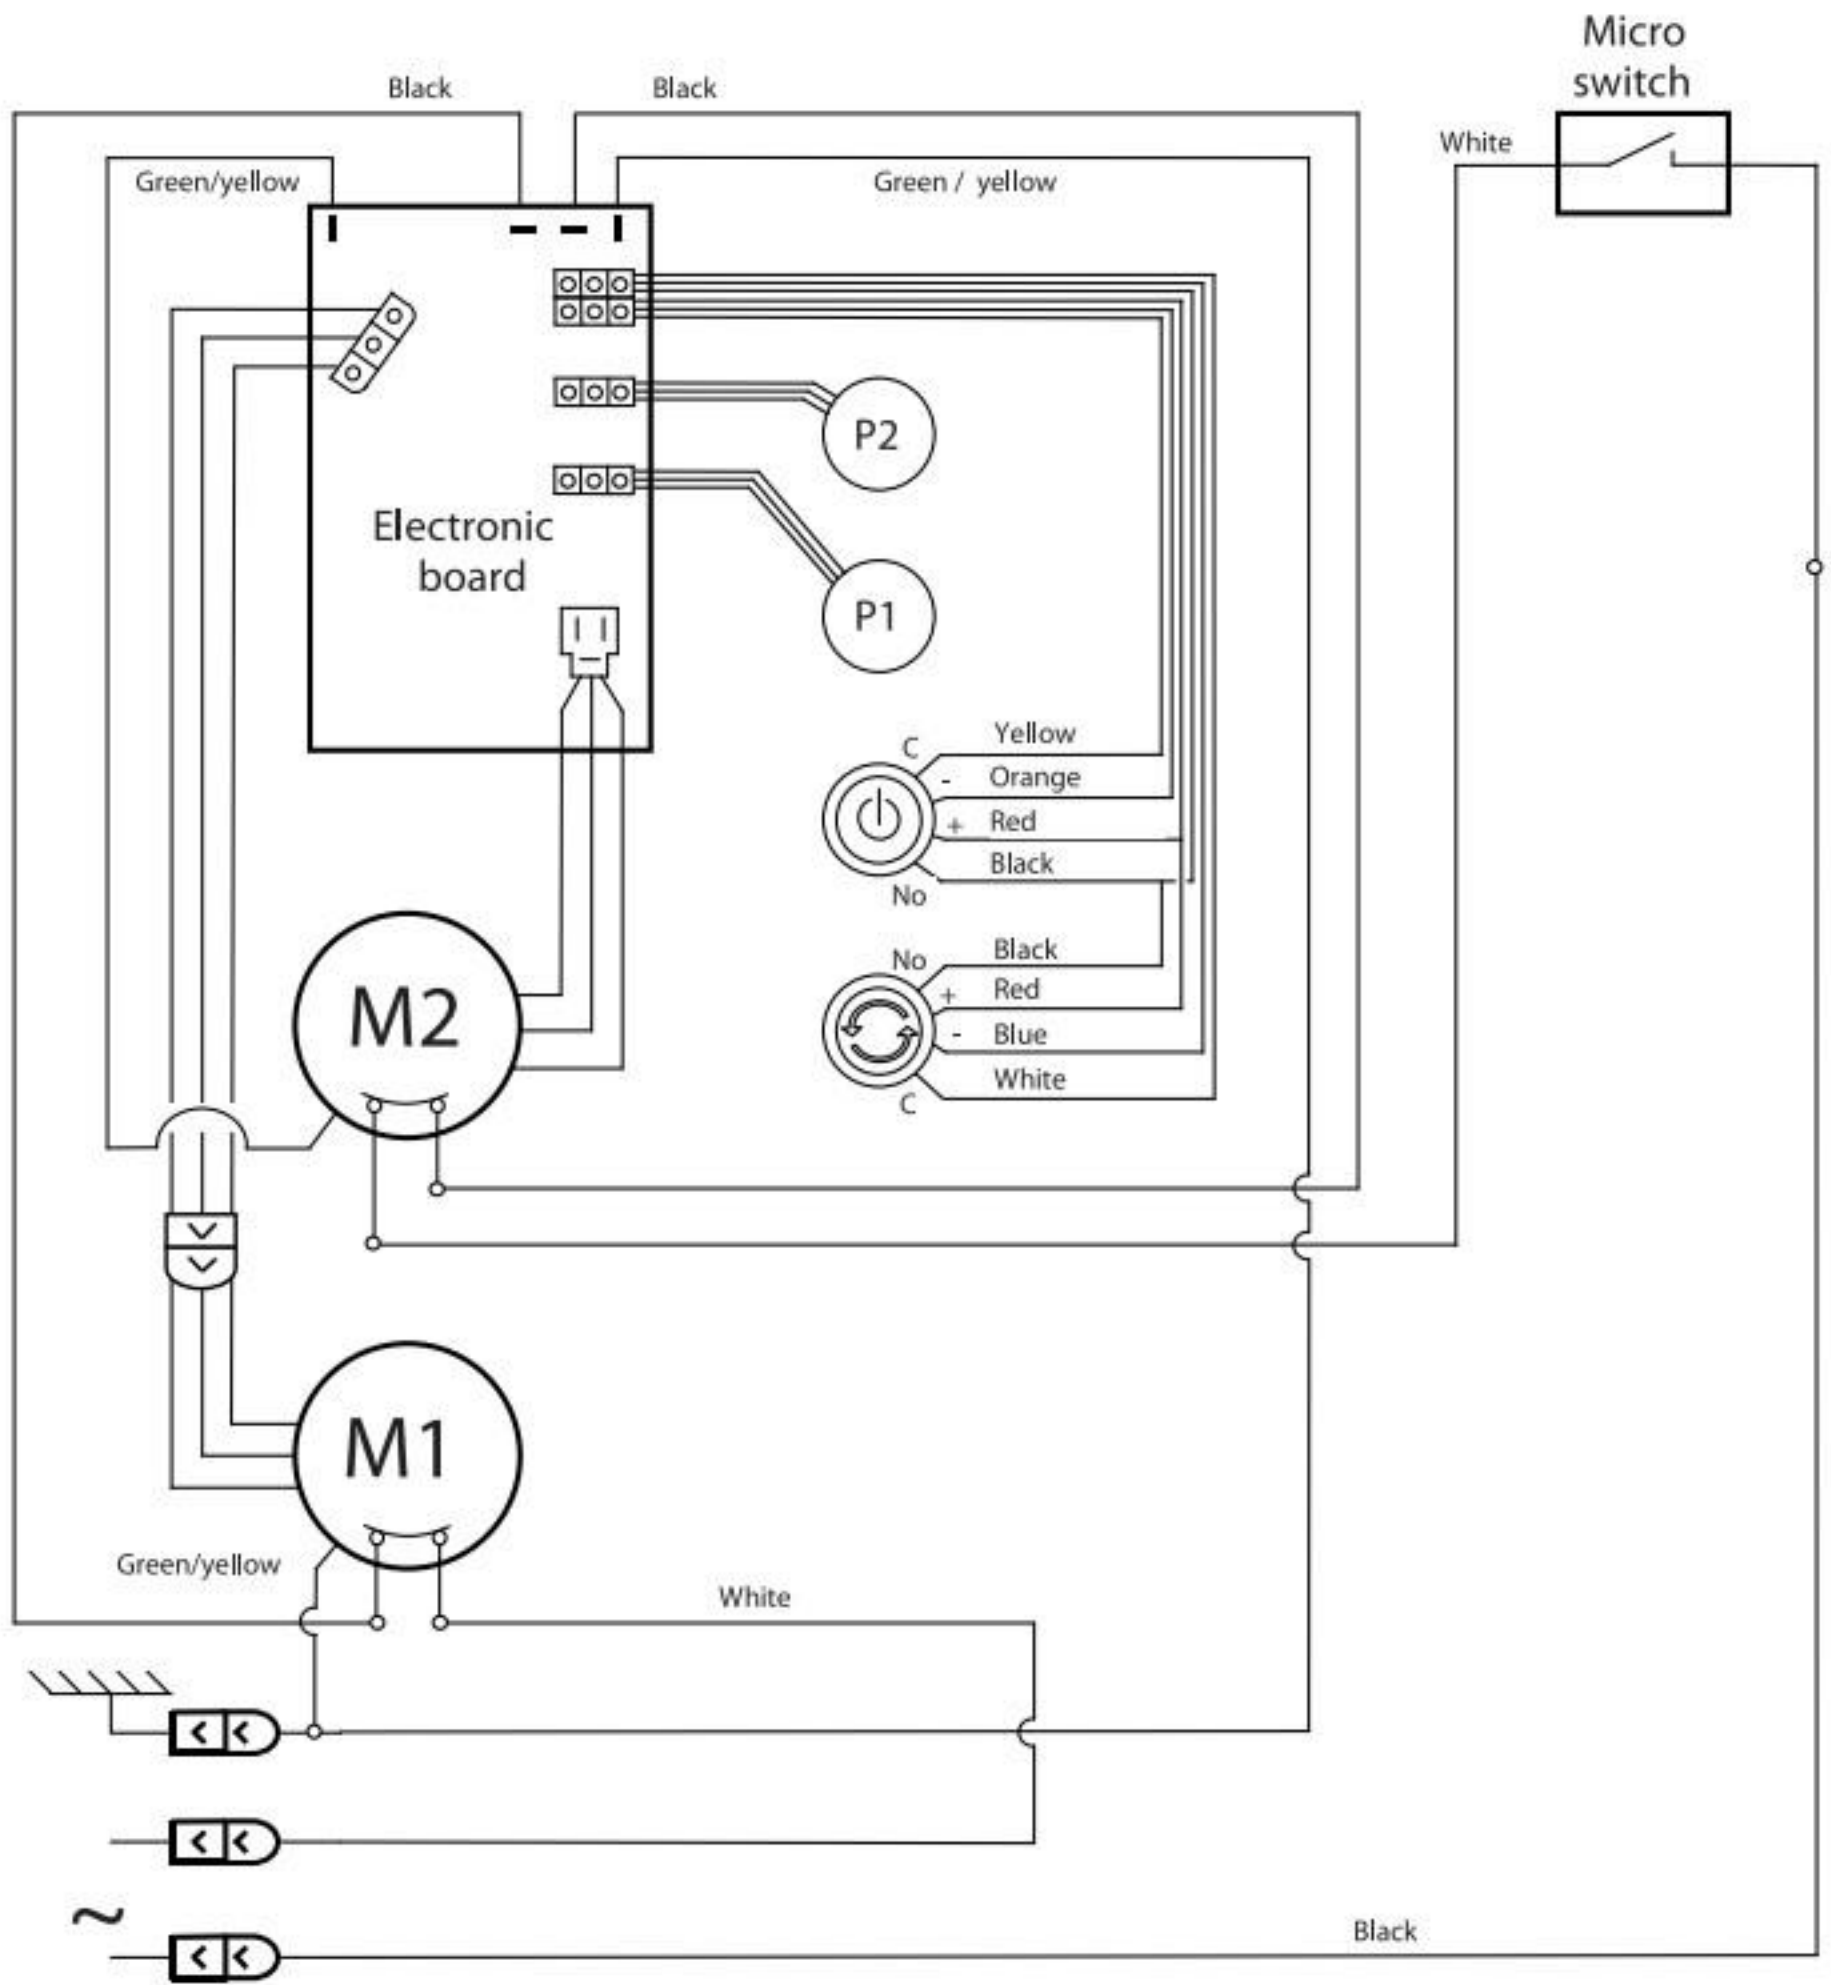 Micro
switch
Black
Black
White
Green/yellow
Green / yellow
P2
Electronic
board
P1
Yellow
C
- Orange
+ Red
Black
No
Black
No
+ Red
- Blue
White
C
M2
M1
Green/yellow
White
~
Black